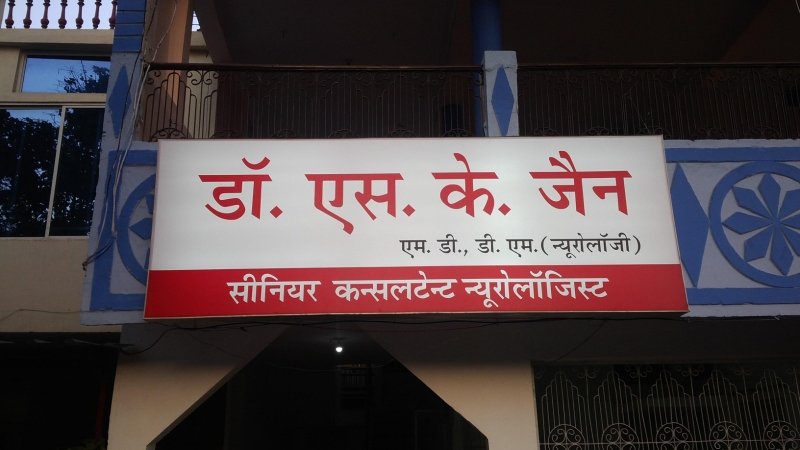 डॉ. एस. के. जैन
एम. डी., डी. एम. (न्यूरोलॉजी)
सीनियर कन्सलटेन्ट न्यूरोलॉजिस्ट